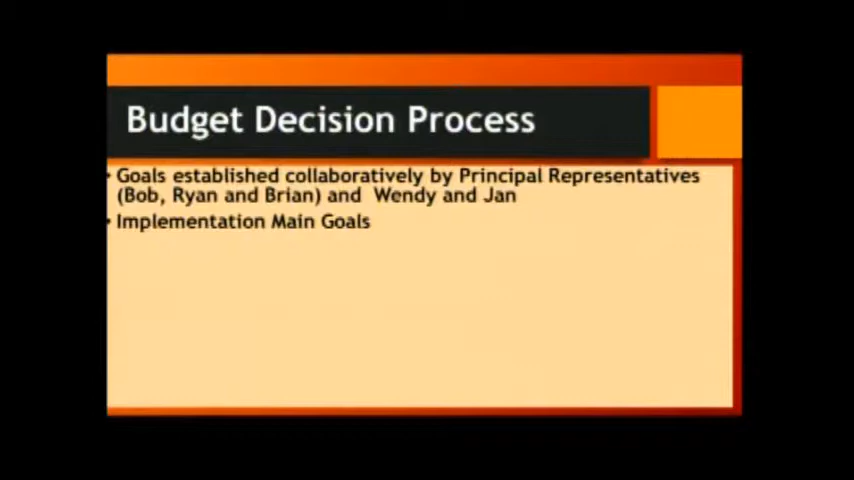 Budget Decision Process
• Goals established collaboratively by Principal Representatives
(Bob, Ryan and Brian) and Wendy and Jan
• Implementation Main Goals